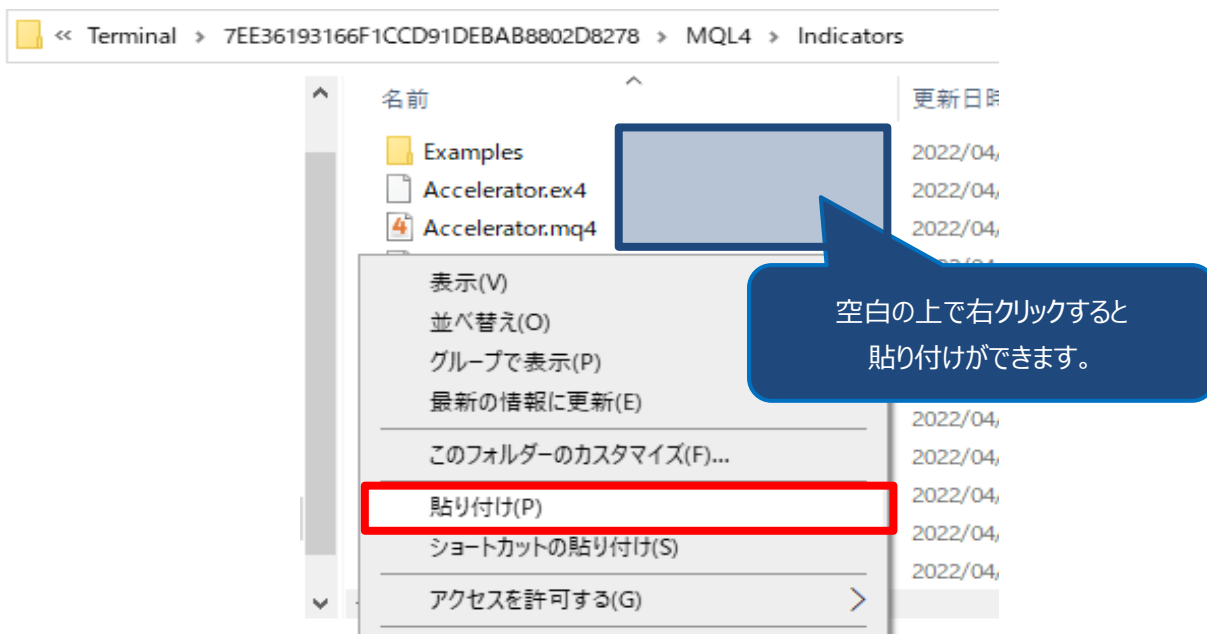 « Terminal > 7EE36193166F1CCD91DEBAB8802D8278 > MQL4 > Indicators
名前 更新日時
Examples 2022/04/
Accelerator.ex4 2022/04/
Accelerator.mq4 2022/04/
表示(V)
並べ替え(O)
グループで表示(P)
最新の情報に更新(E)
空白の上で右クリックすると
貼り付けができます。
2022/04/
このフォルダーのカスタマイズ(F)... 2022/04/
貼り付け(P) 2022/04/
ショートカットの貼り付け(S) 2022/04/
2022/04/
アクセスを許可する(G)